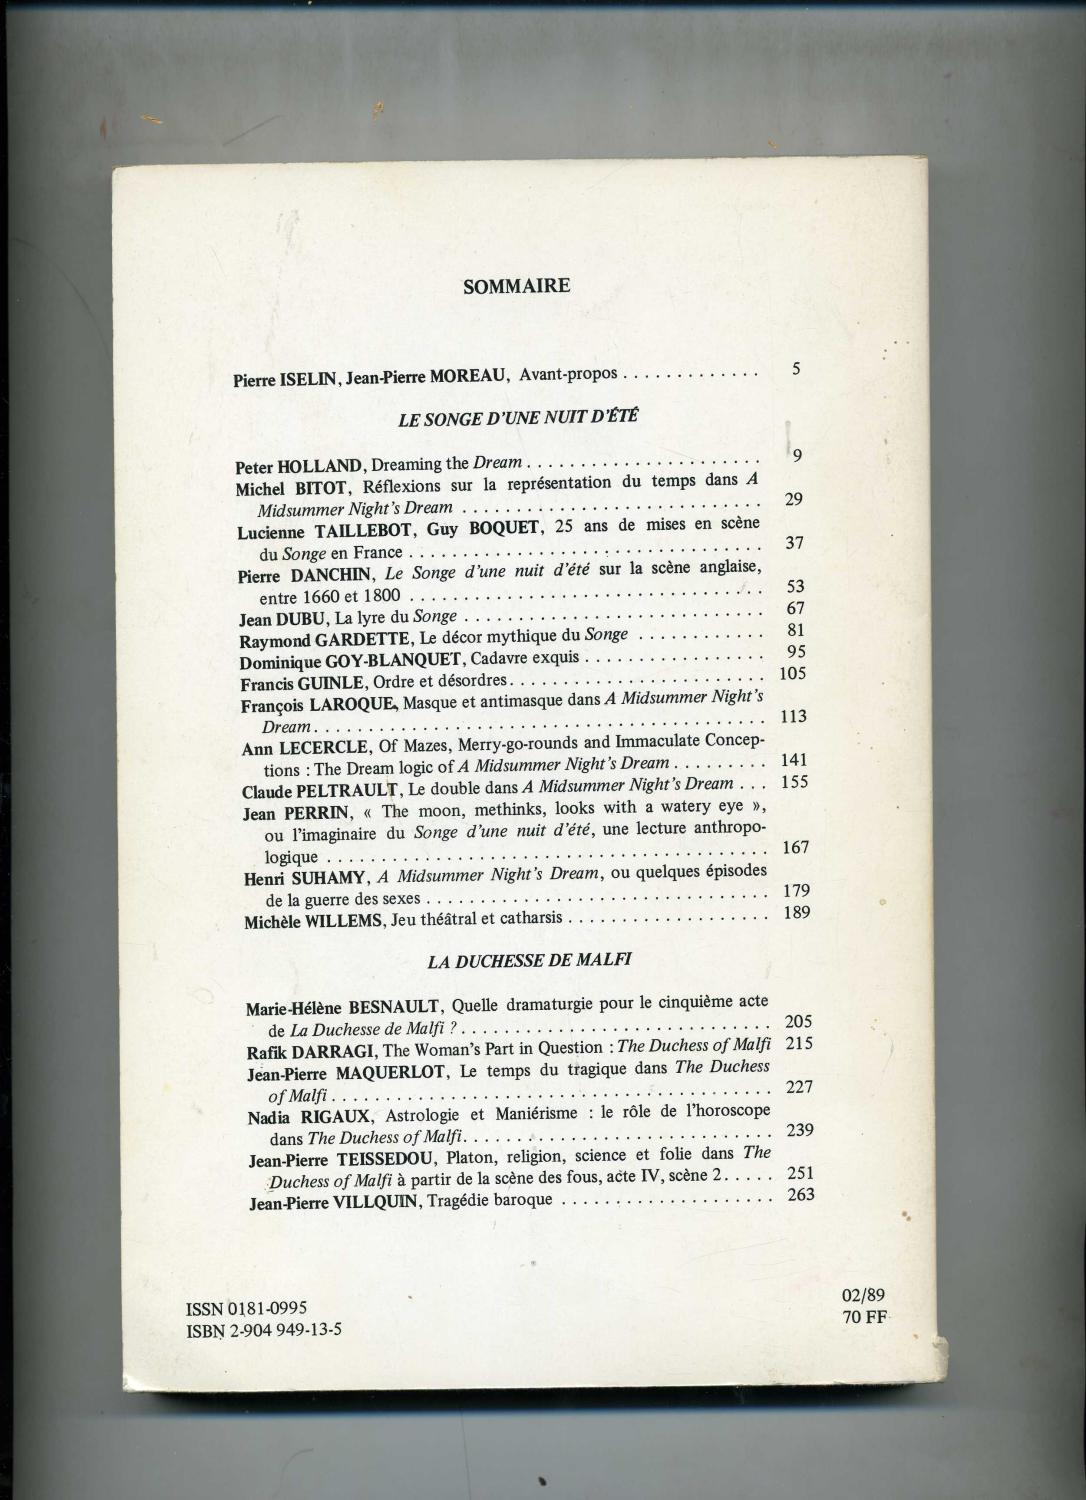 SOMMAIRE
Pierre ISELIN, Jean-Pierre MOREAU, Avant-propos . . . . . . . . . . . . . 5
LE SONGE D'UNE NUIT D'ÉTÉ
Peter HOLLAND, Dreaming the Dream . . . . . . . . . . . . . . . . . . . . . . 9
Michel BITOT, Réflexions sur la représentation du temps dans A
Midsummer Night's Dream . . . . . . . . . . . . . . . . . . . . . . . . . . . . 29
Lucienne TAILLEBOT, Guy BOQUET, 25 ans de mises en scène
du Songe en France . . . . . . . . . . . . . . . . . . . . . . . . . . . . . . . . . 37
Pierre DANCHIN, Le Songe d'une nuit d'été sur la scène anglaise,
entre 1660 et 1800 . . . . . . . . . . . . . . . . . . . . . . . . . . . . . . . . . 53
Jean DUBU, La lyre du Songe . . . . . . . . . . . . . . . . . . . . . . . . . . . . 67
Raymond GARDETTE, Le décor mythique du Songe . . . . . . . . . . . . 81
Dominique GOY-BLANQUET, Cadavre exquis . . . . . . . . . . . . . . . . . 95
Francis GUINLE, Ordre et désordres . . . . . . . . . . . . . . . . . . . . . . . . 105
François LAROQUE, Masque et antimasque dans A Midsummer Night's
Dream . . . . . . . . . . . . . . . . . . . . . . . . . . . . . . . . . . . . . . . . . . 113
Ann LECERCLE, Of Mazes, Merry-go-rounds and Immaculate Concep-
tions : The Dream logic of A Midsummer Night's Dream . . . . . . . . . 141
Claude PELTRAULT, Le double dans A Midsummer Night's Dream . . . 155
Jean PERRIN, « The moon, methinks, looks with a watery eye »,
ou l'imaginaire du Songe d'une nuit d'été, une lecture anthropo-
logique . . . . . . . . . . . . . . . . . . . . . . . . . . . . . . . . . . . . . . . . . 167
Henri SUHAMY, A Midsummer Night's Dream, ou quelques épisodes
de la guerre des sexes . . . . . . . . . . . . . . . . . . . . . . . . . . . . . . . . 179
Michèle WILLEMS, Jeu théâtral et catharsis . . . . . . . . . . . . . . . . . . . 189
LA DUCHESSE DE MALFI
Marie-Hélène BESNAULT, Quelle dramaturgie pour le cinquième acte
de La Duchesse de Malfi ? . . . . . . . . . . . . . . . . . . . . . . . . . . . . . 205
Rafik DARRAGI, The Woman's Part in Question : The Duchess of Malfi 215
Jean-Pierre MAQUERLOT, Le temps du tragique dans The Duchess
of Malfi . . . . . . . . . . . . . . . . . . . . . . . . . . . . . . . . . . . . . . . . . 227
Nadia RIGAUX, Astrologie et Maniérisme : le rôle de l'horoscope
dans The Duchess of Malfi . . . . . . . . . . . . . . . . . . . . . . . . . . . . . 239
Jean-Pierre TEISSEDOU, Platon, religion, science et folie dans The
Duchess of Malfi à partir de la scène des fous, acte IV, scène 2 . . . . . 251
Jean-Pierre VILLQUIN, Tragédie baroque . . . . . . . . . . . . . . . . . . . . 263
ISSN 0181-0995
ISBN 2-904 949-13-5
02/89
70 FF